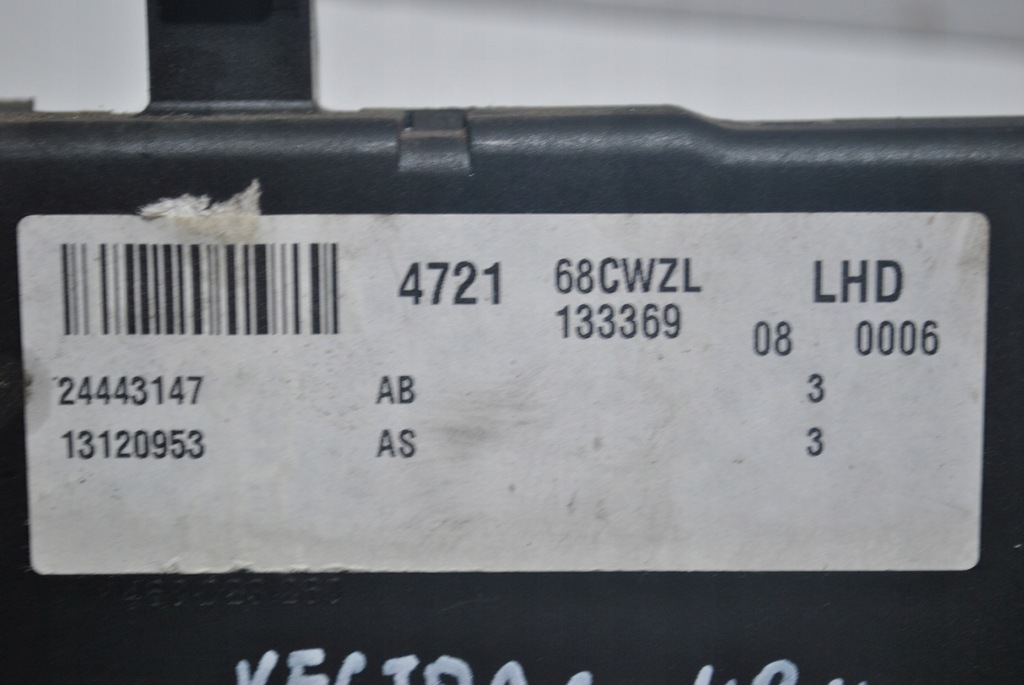 4721 68CWZL LHD
133369 08 0006
24443147 AB 3
13120953 AS 3